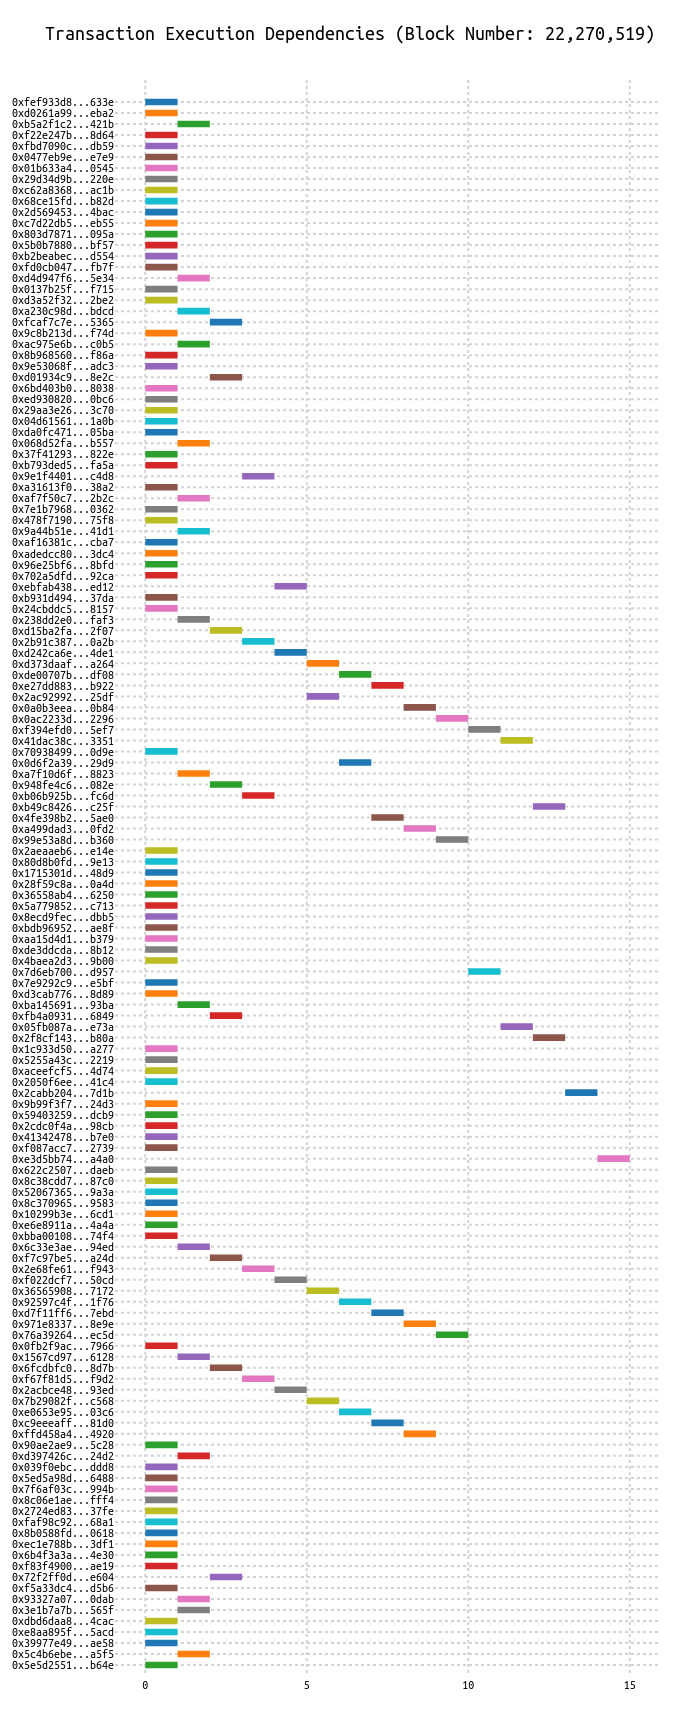 Transaction Execution Dependencies (Block Number: 22,270,519)
0xfef933d8...633e
0xd0261a99...eba2
0xb5a2f1c2...421b
0xf22e247b...8d64
0xfbd7090c...db59
0x0477eb9e...e7e9
0x01b633a4...0545
0x29d34d9b...220e
0xc62a8368...ac1b
0x68ce15fd...b82d
0x2d569453...4bac
0xc7d22db5...eb55
0x803d7871...095a
0x5b0b7880...bf57
0xb2beabec...d554
0xfd0cb047...fb7f
0xd4d947f6...5e34
0x0137b25f...f715
0xd3a52f32...2be2
0xa230c98d...bdcd
0xfcaf7c7e...5365
0x9c8b213d...f74d
0xac975e6b...c0b5
0x8b968560...f86a
0x9e53068f...adc3
0xd01934c9...8e2c
0x6bd403b0...8038
0xed930820...0bc6
0x29aa3e26...3c70
0x04d61561...1a0b
0xda0fc471...05ba
0x068d52fa...b557
0x37f41293...822e
0xb793ded5...fa5a
0x9e1f4401...c4d8
0xa31613f0...38a2
0xaf7f50c7...2b2c
0x7e1b7968...0362
0x478f7190...75f8
0x9a44b51e...41d1
0xaf16381c...cba7
0xadedcc80...3dc4
0x96e25bf6...8bfd
0x702a5dfd...92ca
0xebfab438...ed12
0xb931d494...37da
0x24cbddc5...8157
0x238dd2e0...faf3
0xd15ba2fa...2f07
0x2b91c387...0a2b
0xd242ca6e...4de1
0xd373daaf...a264
0xde00707b...df08
0xe27dd883...b922
0x2ac92992...25df
0x0a0b3eea...0b84
0x0ac2233d...2296
0xf394efd0...5ef7
0x41dac38c...3351
0x70938499...0d9e
0x0d6f2a39...29d9
0xa7f10d6f...8823
0x948fe4c6...082e
0xb06b925b...fc6d
0xb49c8426...c25f
0x4fe398b2...5ae0
0xa499dad3...0fd2
0x99e53a8d...b360
0x2aeaaeb6...e14e
0x80d8b0fd...9e13
0x1715301d...48d9
0x28f59c8a...0a4d
0x36558ab4...6250
0x5a779852...c713
0x8ecd9fec...dbb5
0xbdb96952...ae8f
0xaa15d4d1...b379
0xde3ddcda...8b12
0x4baea2d3...9b00
0x7d6eb700...d957
0x7e9292c9...e5bf
0xd3cab776...8d89
0xba145691...93ba
0xfb4a0931...6849
0x05fb087a...e73a
0x2f8cf143...b80a
0x1c933d50...a277
0x5255a43c...2219
0xaceefcf5...4d74
0x2050f6ee...41c4
0x2cabb204...7d1b
0x9b99f3f7...24d3
0x59403259...dcb9
0x2cdc0f4a...98cb
0x41342478...b7e0
0xf087acc7...2739
0xe3d5bb74...a4a0
0x622c2507...daeb
0x8c38cdd7...87c0
0x52067365...9a3a
0x8c370965...9583
0x10299b3e...6cd1
0xe6e8911a...4a4a
0xbba00108...74f4
0x6c33e3ae...94ed
0xf7c97be5...a24d
0x2e68fe61...f943
0xf022dcf7...50cd
0x36565908...7172
0x92597c4f...1f76
0xd7f11ff6...7ebd
0x971e8337...8e9e
0x76a39264...ec5d
0x0fb2f9ac...7966
0x1567cd97...6128
0x6fcdbfc0...8d7b
0xf67f81d5...f9d2
0x2acbce48...93ed
0x7b29082f...c568
0xe0653e95...03c6
0xc9eeeaff...81d0
0xffd458a4...4920
0x90ae2ae9...5c28
0xd397426c...24d2
0x039f0ebc...ddd8
0x5ed5a98d...6488
0x7f6af03c...994b
0x8c06e1ae...fff4
0x2724ed83...37fe
0xfaf98c92...68a1
0x8b0588fd...0618
0xec1e788b...3df1
0x6b4f3a3a...4e30
0xf83f4900...ae19
0x72f2ff0d...e604
0xf5a33dc4...d5b6
0x93327a07...0dab
0x3e1b7a7b...565f
0xdbd6daa8...4cac
0xe8aa895f...5acd
0x39977e49...ae58
0x5c4b6ebe...a5f5
0x5e5d2551...b64e
0 5 10 15